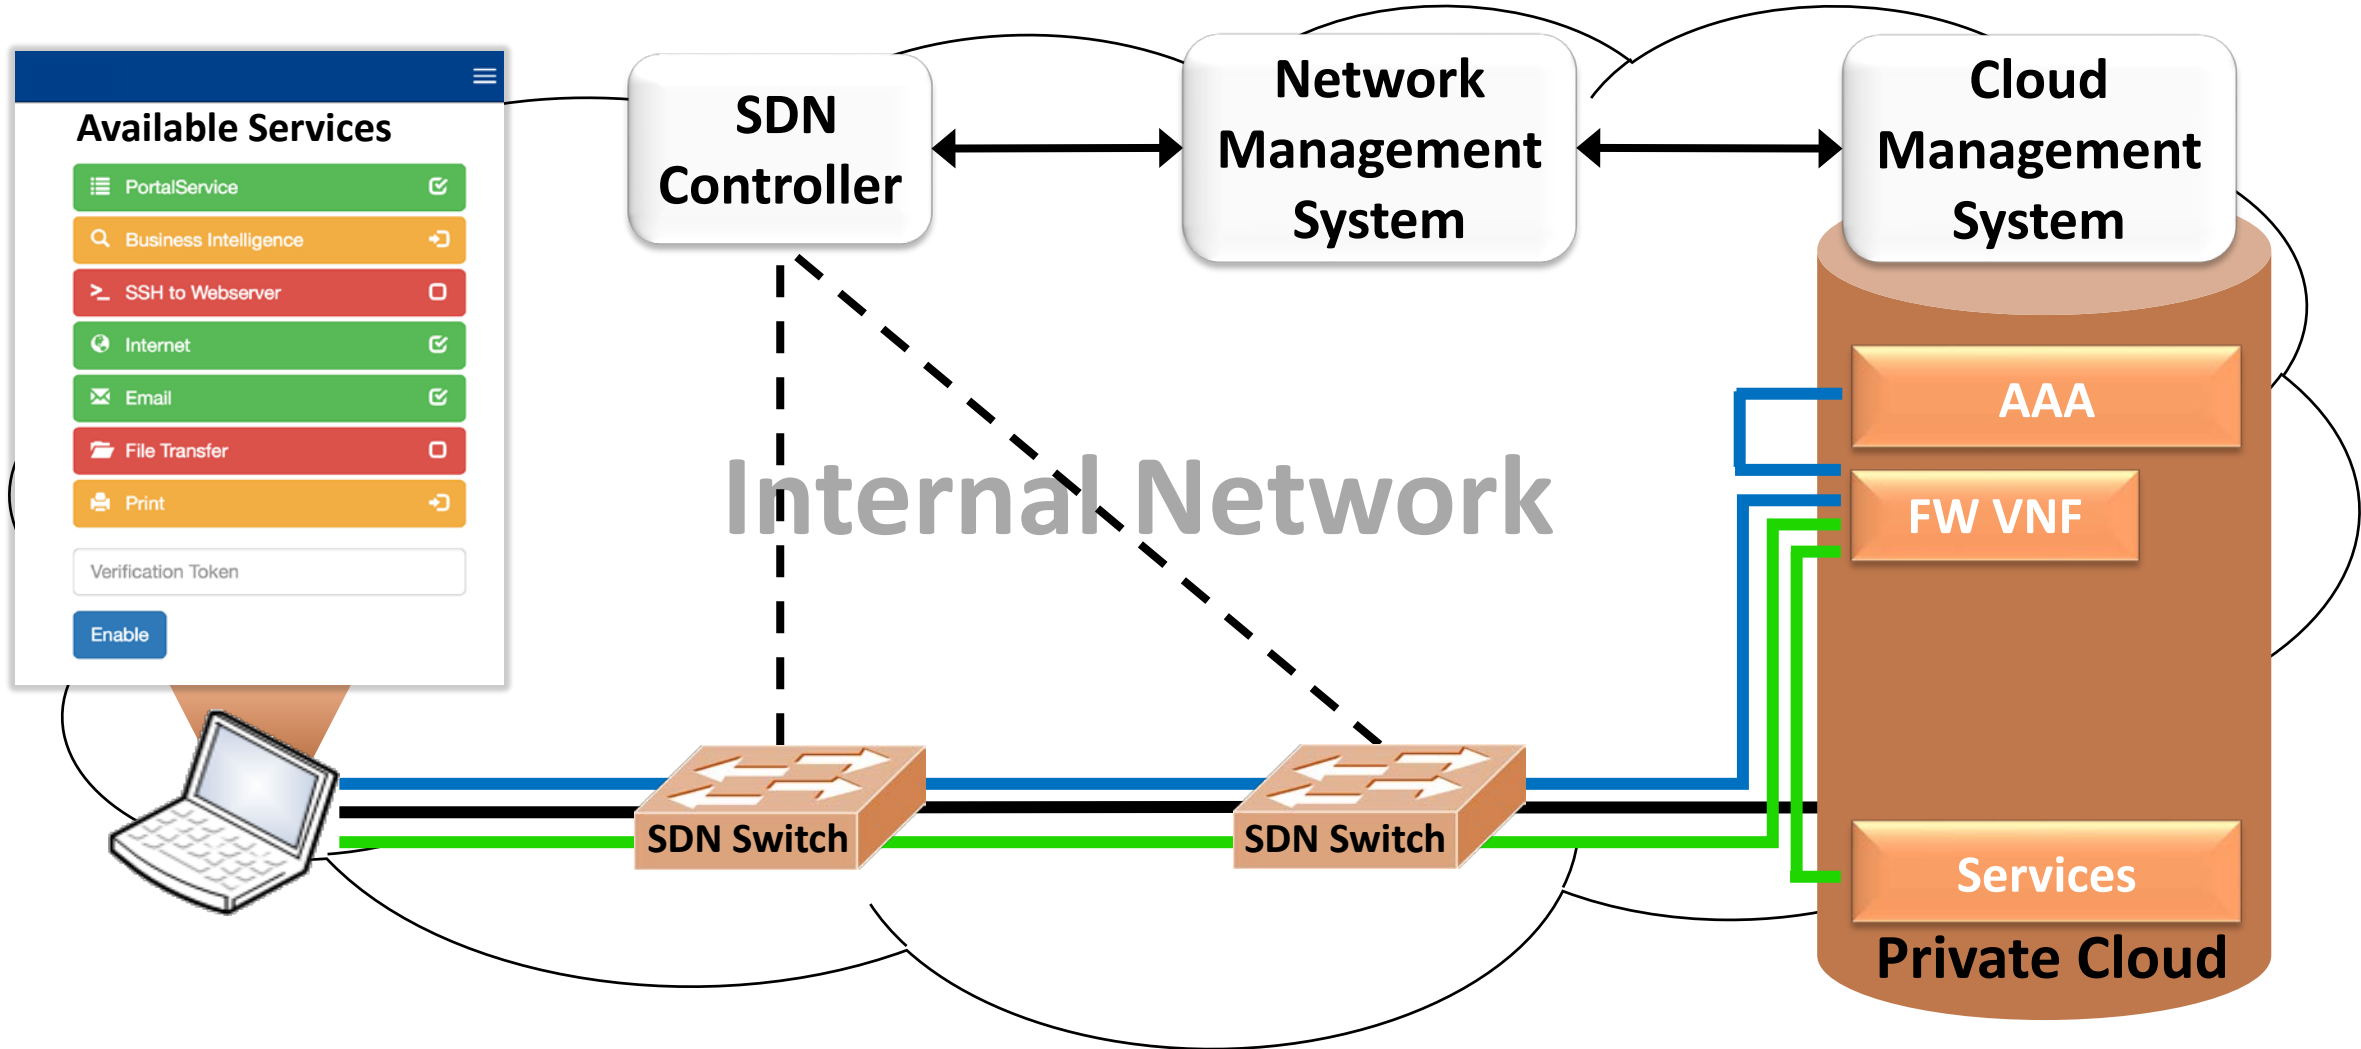 Available Services
PortalService
Business Intelligence
SSH to Webserver
Internet
Email
File Transfer
Print
Verification Token
Enable
SDN
Controller
Network
Management
System
Cloud
Management
System
Internal Network
AAA
FW VNF
SDN Switch
SDN Switch
Services
Private Cloud